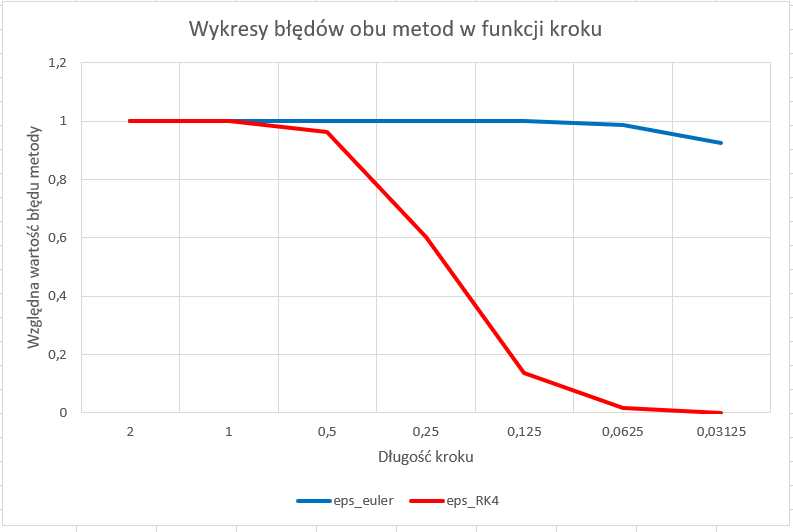 Wykresy błędów obu metod w funkcji kroku
1,2
1
0,8
0,6
0,4
0,2
0
Względna wartość błędu metody
2 1 0,5 0,25 0,125 0,0625 0,03125
Długość kroku
eps_euler eps_RK4